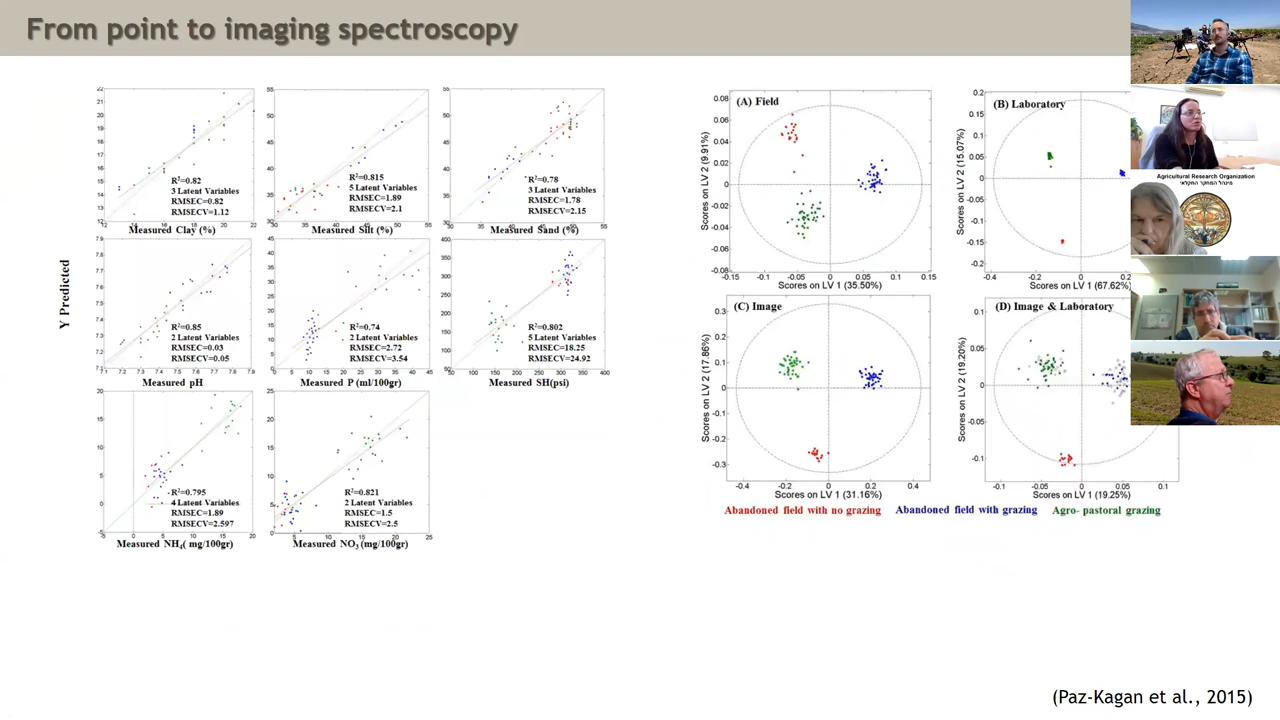 From point to imaging spectroscopy
R²=0.82
3 Latent Variables
RMSEC=0.82
RMSECV=1.12
Measured Clay (%)
R²=0.815
5 Latent Variables
RMSEC=1.89
RMSECV=2.1
Measured Silt (%)
R²=0.78
3 Latent Variables
RMSEC=1.78
RMSECV=2.15
Measured Sand (%)
Y Predicted
R²=0.85
2 Latent Variables
RMSEC=0.03
RMSECV=0.05
Measured pH
R²=0.74
2 Latent Variables
RMSEC=2.72
RMSECV=3.54
Measured P (ml/100gr)
R²=0.802
5 Latent Variables
RMSEC=18.25
RMSECV=24.92
Measured SH(psi)
R²=0.795
4 Latent Variables
RMSEC=1.89
RMSECV=2.597
Measured NH₄( mg/100gr)
R²=0.821
2 Latent Variables
RMSEC=1.5
RMSECV=2.5
Measured NO₃ (mg/100gr)
(A) Field
Scores on LV 2 (9.91%)
Scores on LV 1 (35.50%)
(B) Laboratory
Scores on LV 2 (15.07%)
Scores on LV 1 (67.62%)
(C) Image
Scores on LV 2 (17.86%)
Scores on LV 1 (31.16%)
(D) Image & Laboratory
Scores on LV 2 (19.20%)
Scores on LV 1 (19.25%)
Abandoned field with no grazing
Abandoned field with grazing
Agro- pastoral grazing
Agricultural Research Organization
מינהל המחקר החקלאי
(Paz-Kagan et al., 2015)